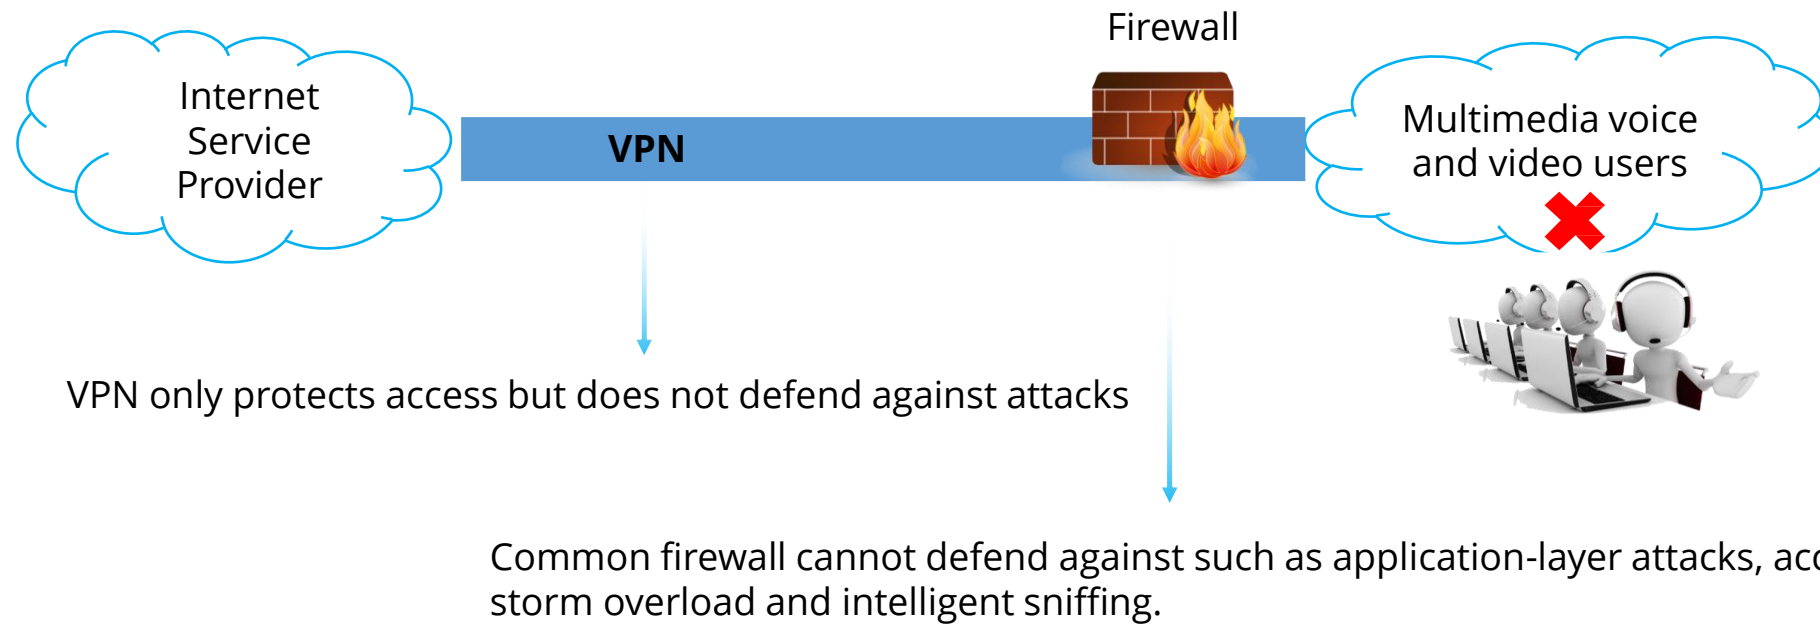 Firewall
Internet
Service
Provider
VPN
Multimedia voice
and video users
VPN only protects access but does not defend against attacks
Common firewall cannot defend against such as application-layer attacks,
storm overload and intelligent sniffing.